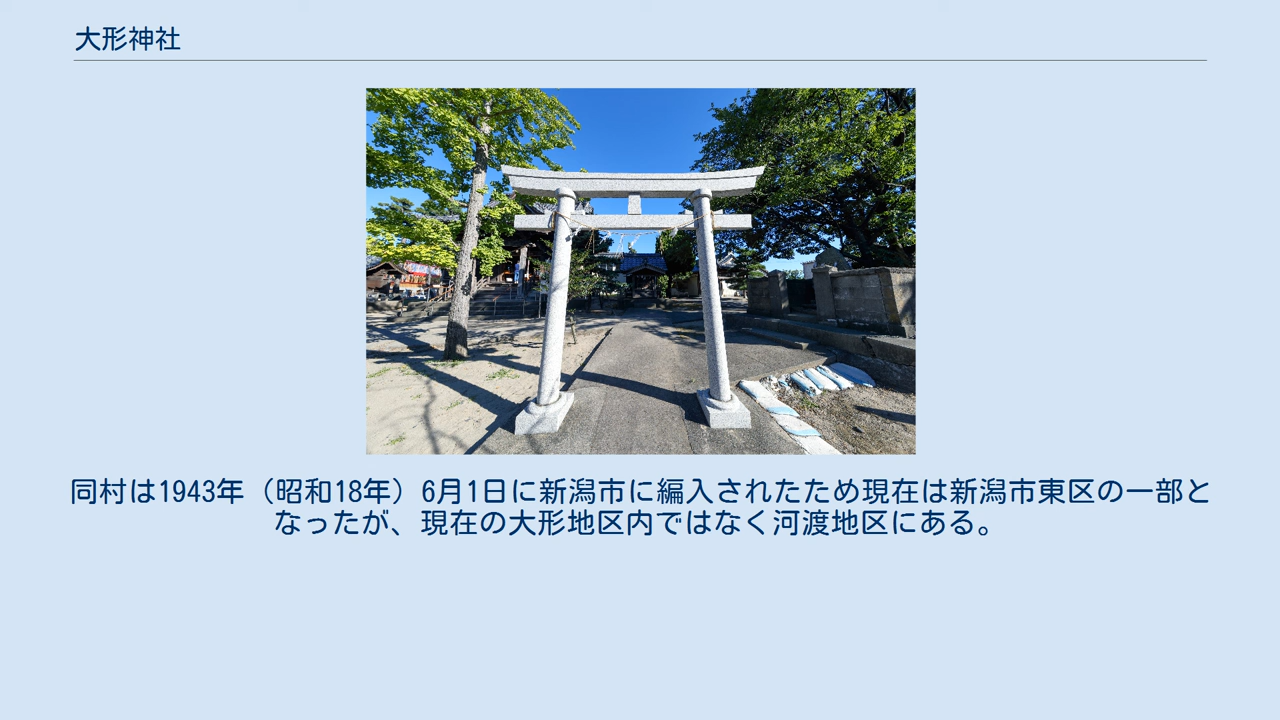 大形神社
同村は1943年（昭和18年）6月1日に新潟市に編入されたため現在は新潟市東区の一部と
なったが、現在の大形地区内ではなく河渡地区にある。